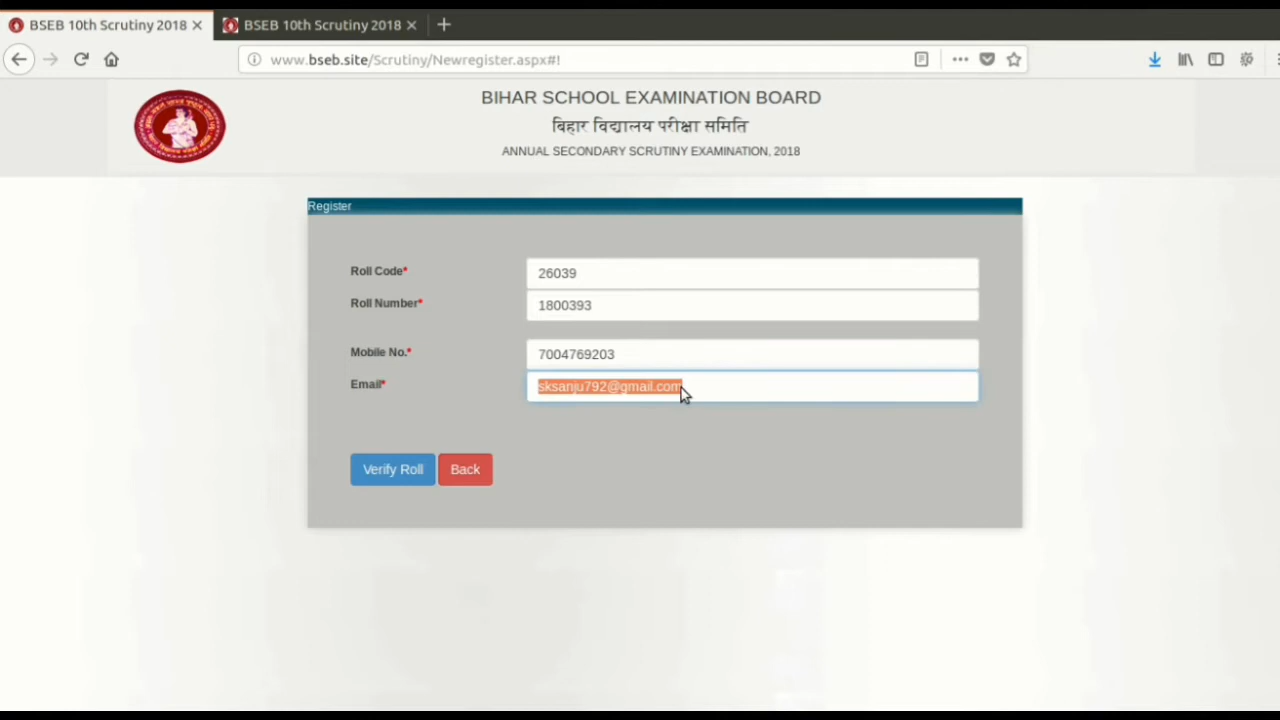 BSEB 10th Scrutiny 2018
BSEB 10th Scrutiny 2018
www.bseb.site/Scrutiny/Newregister.aspx#!
BIHAR SCHOOL EXAMINATION BOARD
बिहार विद्यालय परीक्षा समिति
ANNUAL SECONDARY SCRUTINY EXAMINATION, 2018
Register
Roll Code* 26039
Roll Number* 1800393
Mobile No.* 7004769203
Email* sksanju792@gmail.com
Verify Roll Back